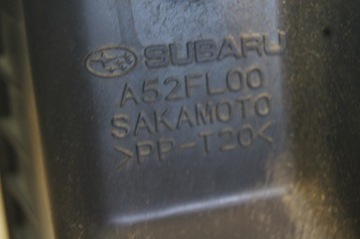 SUBARU
A52FL00
SAKAMOTO
>PP-T20<